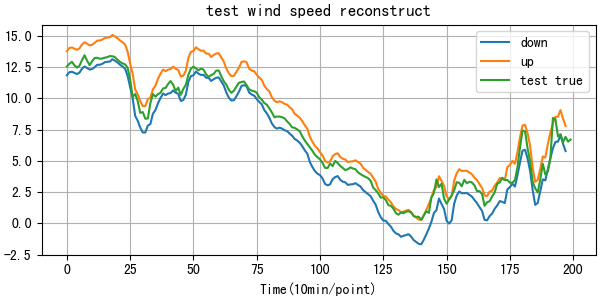 test wind speed reconstruct
down
up
test true
15.0
12.5
10.0
7.5
5.0
2.5
0.0
-2.5
0 25 50 75 100 125 150 175 200
Time(10min/point)